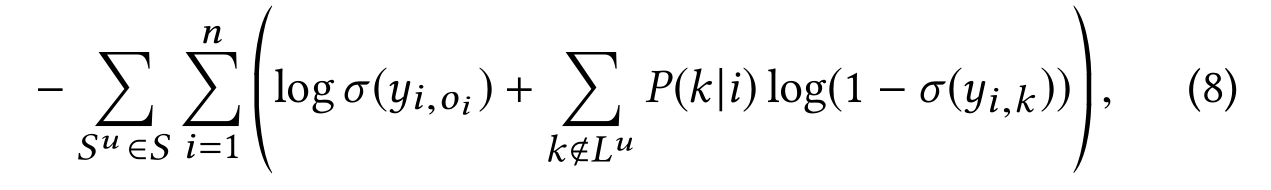 − ∑_{S^u ∈ S} ∑_{i=1}^{n} ( log σ(y_{i,o_i}) + ∑_{k ∉ L^u} P(k|i) log(1 − σ(y_{i,k})) ) , (8)